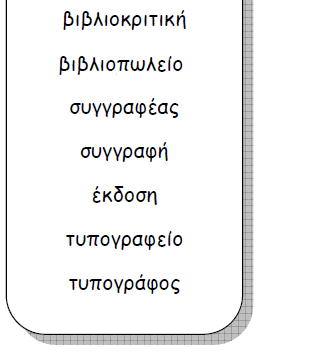 βιβλιοκριτική
βιβλιοπωλείο
συγγραφέας
συγγραφή
έκδοση
τυπογραφείο
τυπογράφος